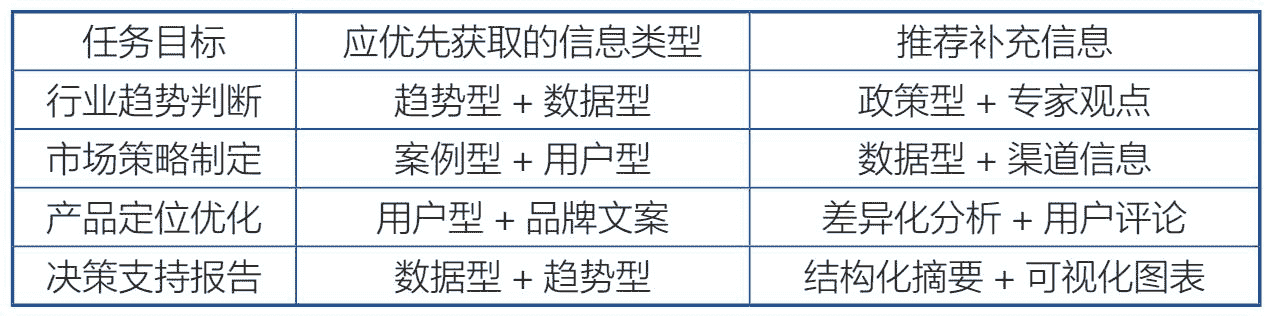 任务目标 应优先获取的信息类型 推荐补充信息
行业趋势判断 趋势型 + 数据型 政策型 + 专家观点
市场策略制定 案例型 + 用户型 数据型 + 渠道信息
产品定位优化 用户型 + 品牌文案 差异化分析 + 用户评论
决策支持报告 数据型 + 趋势型 结构化摘要 + 可视化图表